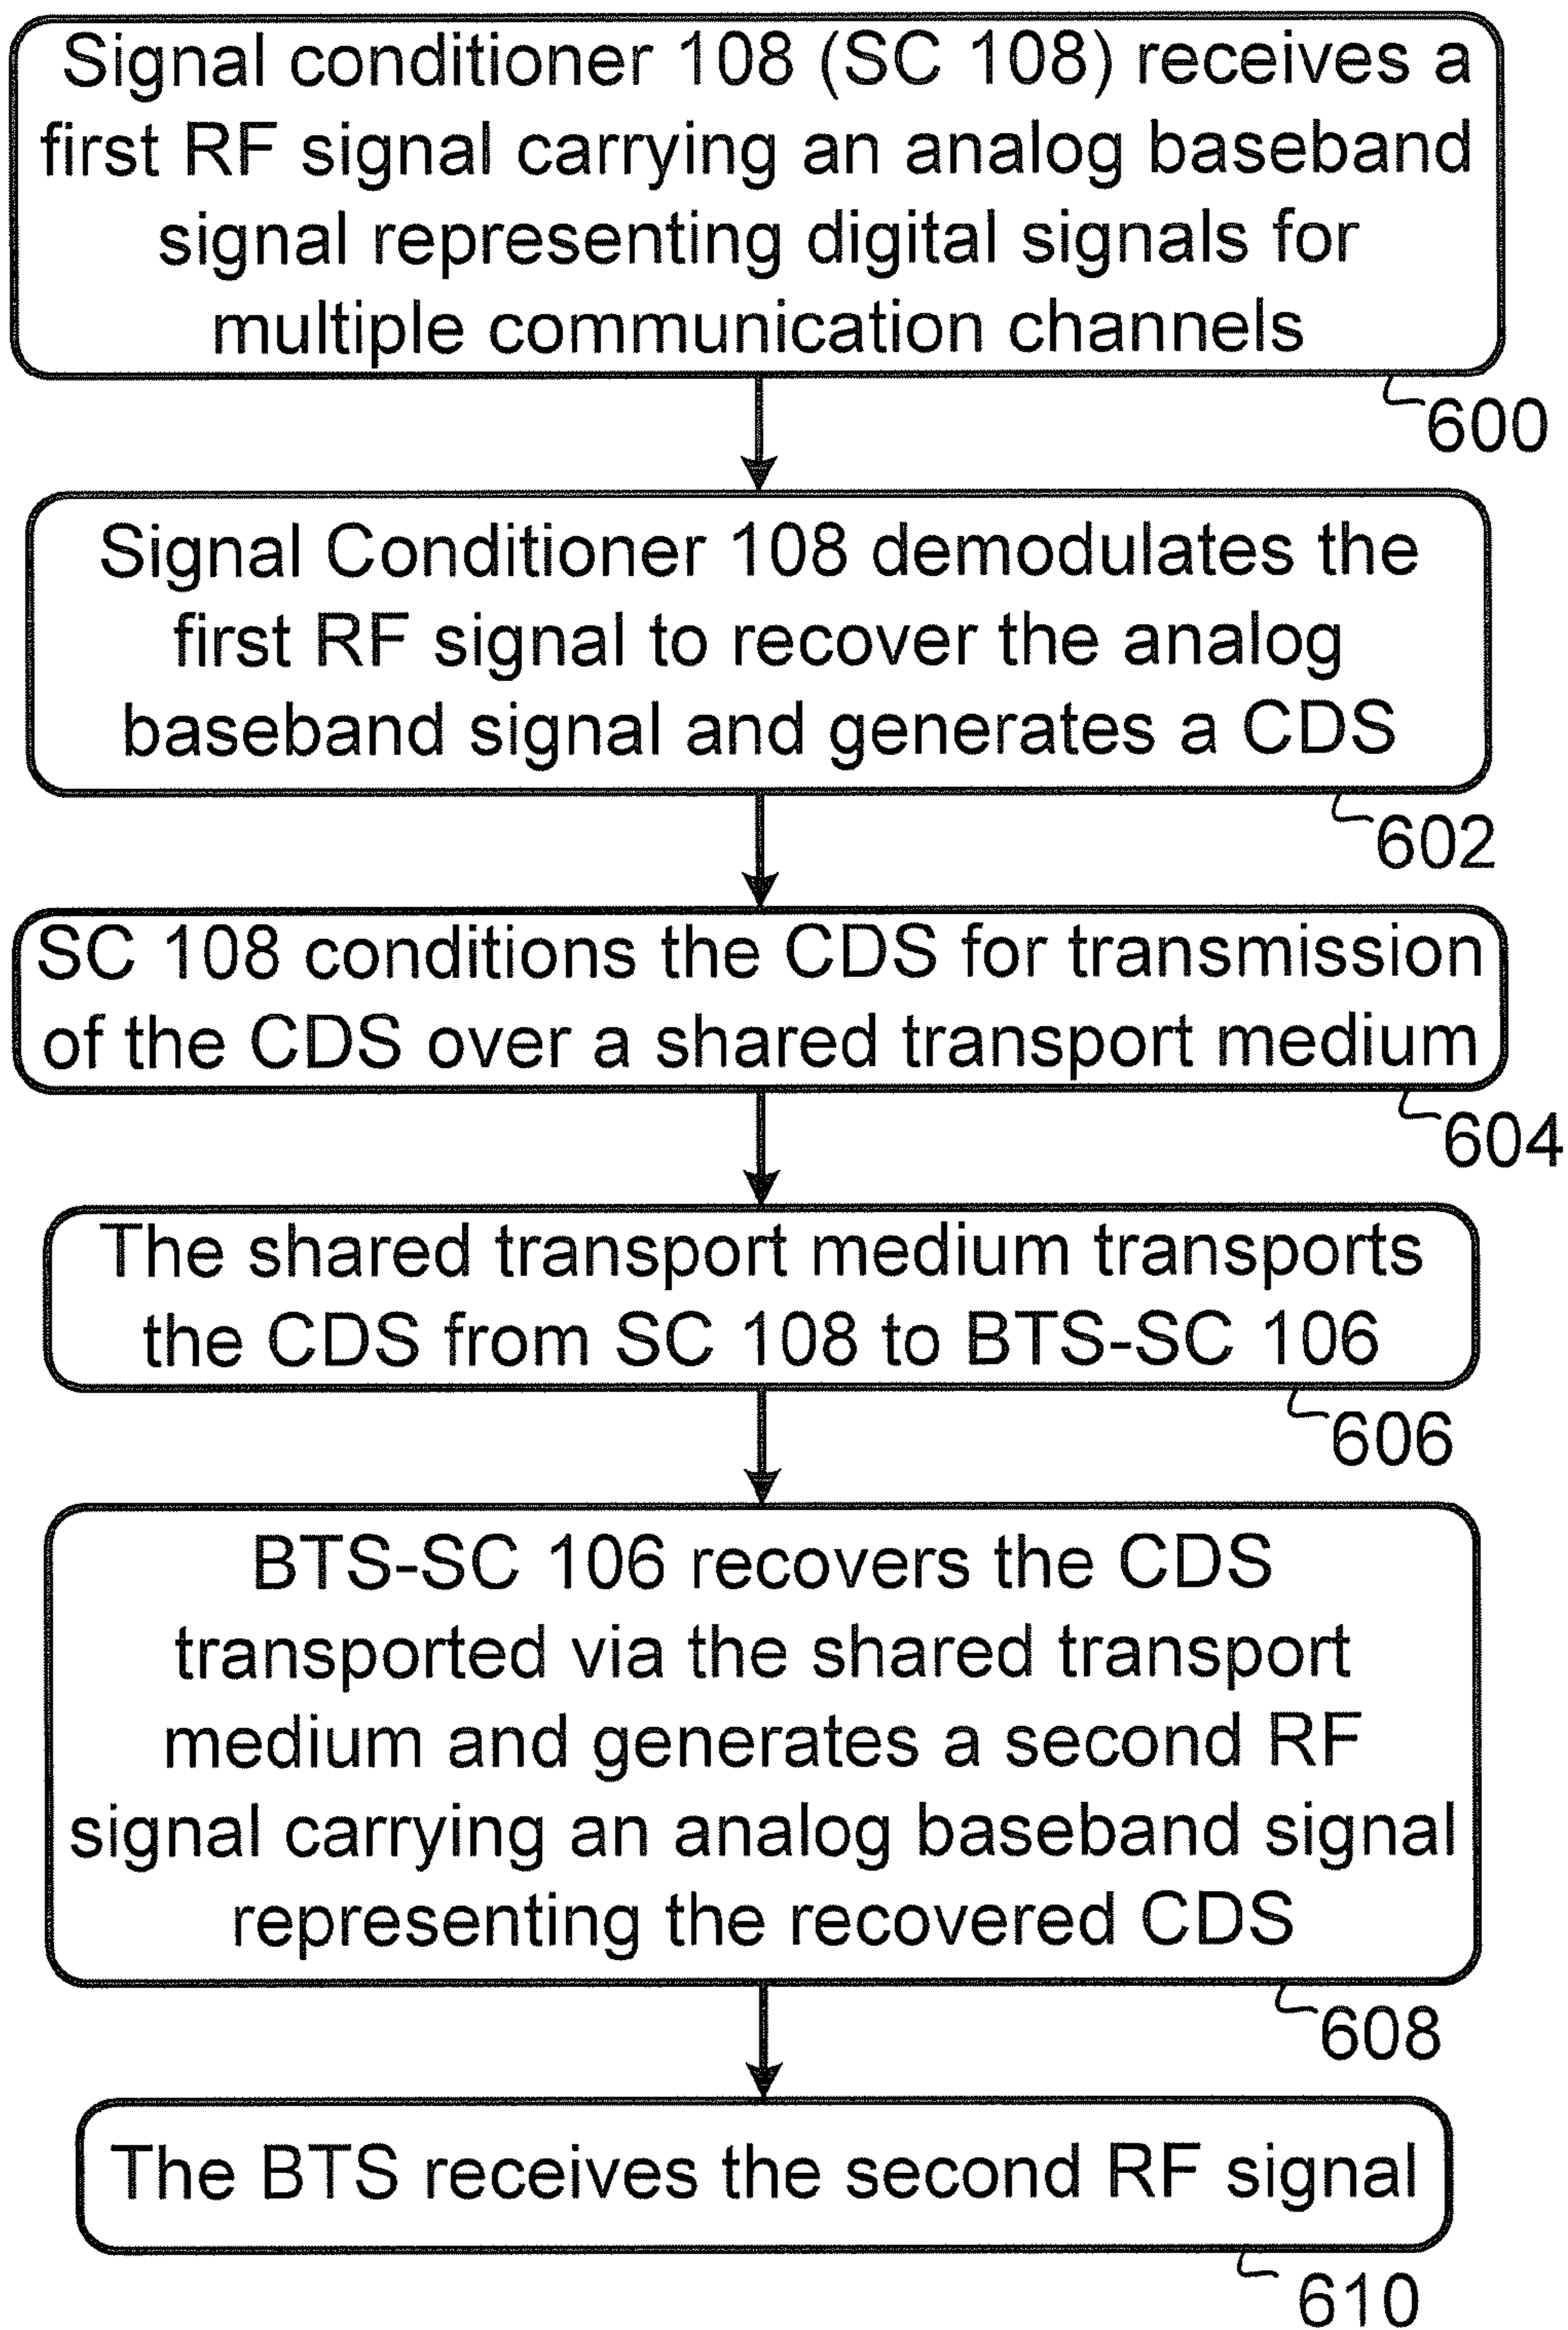 Signal conditioner 108 (SC 108) receives a
first RF signal carrying an analog baseband
signal representing digital signals for
multiple communication channels
600
Signal Conditioner 108 demodulates the
first RF signal to recover the analog
baseband signal and generates a CDS
602
SC 108 conditions the CDS for transmission
of the CDS over a shared transport medium
604
The shared transport medium transports
the CDS from SC 108 to BTS-SC 106
606
BTS-SC 106 recovers the CDS
transported via the shared transport
medium and generates a second RF
signal carrying an analog baseband signal
representing the recovered CDS
608
The BTS receives the second RF signal
610